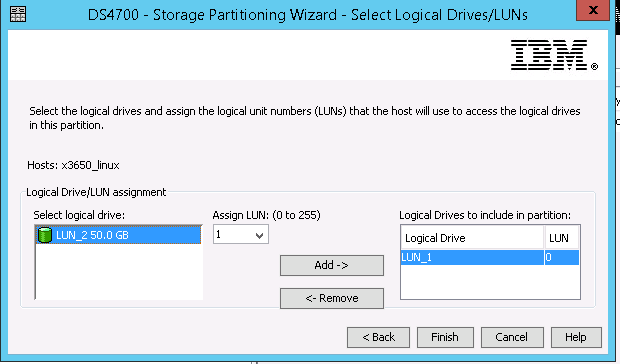 DS4700 - Storage Partitioning Wizard - Select Logical Drives/LUNs
x
IBM®
Select the logical drives and assign the logical unit numbers (LUNs) that the host will use to access the logical drives
in this partition.
Hosts: x3650_linux
Logical Drive/LUN assignment
Select logical drive:
LUN_2 50.0 GB
Assign LUN: (0 to 255)
1
Add ->
<- Remove
Logical Drives to include in partition:
Logical Drive LUN
LUN_1 0
< Back Finish Cancel Help